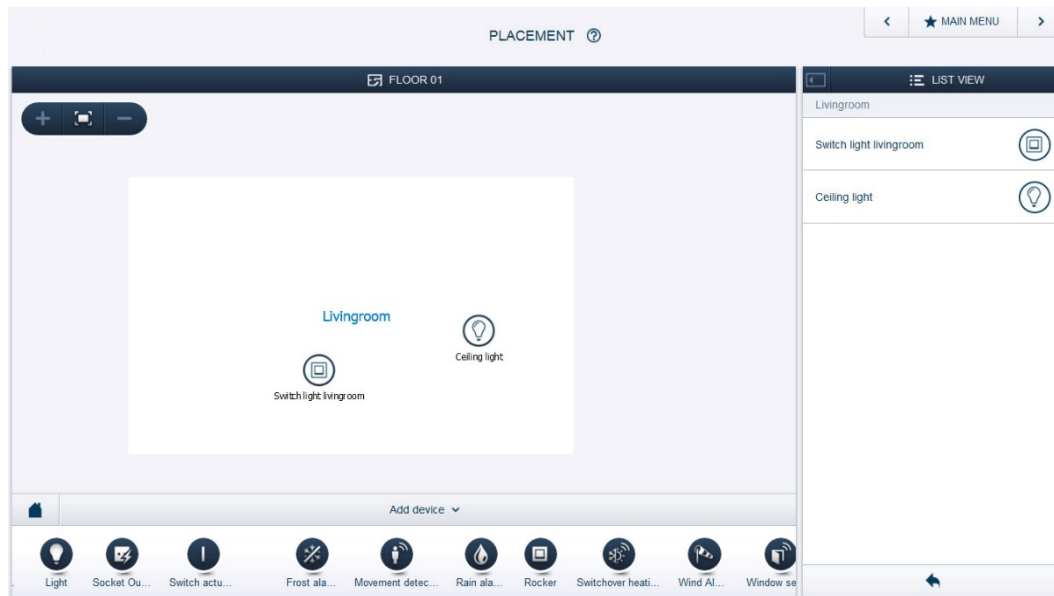 PLACEMENT ?
MAIN MENU
FLOOR 01
LIST VIEW
Livingroom
Switch light livingroom
Ceiling light
Livingroom
Ceiling light
Switch light livingroom
Add device
. Light Socket Ou... Switch actu... Frost ala... Movement detec... Rain ala... Rocker Switchover heati... Wind Al... Window se